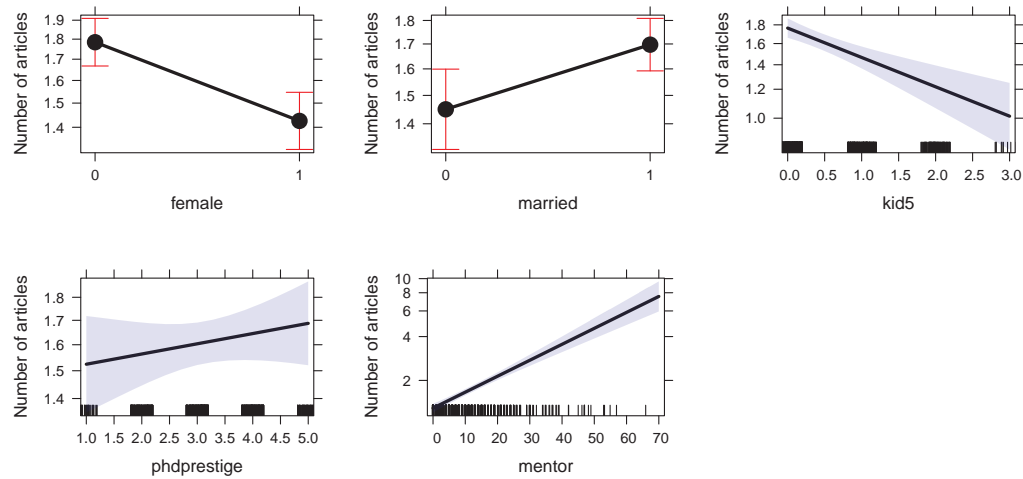 Number of articles
1.9
1.8
1.7
1.6
1.5
1.4
0 1
female
Number of articles
1.8
1.7
1.6
1.5
1.4
0 1
married
Number of articles
1.8
1.6
1.4
1.2
1.0
0.0 0.5 1.0 1.5 2.0 2.5 3.0
kid5
Number of articles
1.8
1.7
1.6
1.5
1.4
1.0 1.5 2.0 2.5 3.0 3.5 4.0 4.5 5.0
phdprestige
Number of articles
10
8
6
4
2
0 10 20 30 40 50 60 70
mentor